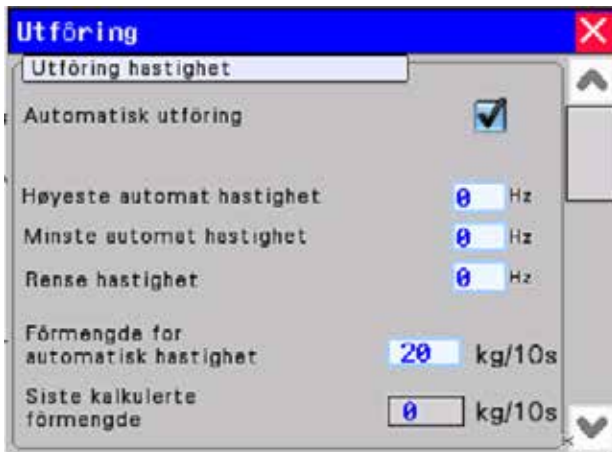 Utfôring
Utfôring hastighet
Automatisk utfôring
Høyeste automat hastighet 0 Hz
Minste automat hastighet 0 Hz
Rense hastighet 0 Hz
Fôrmengde for
automatisk hastighet 20 kg/10s
Siste kalkulerte
fôrmengde 0 kg/10s